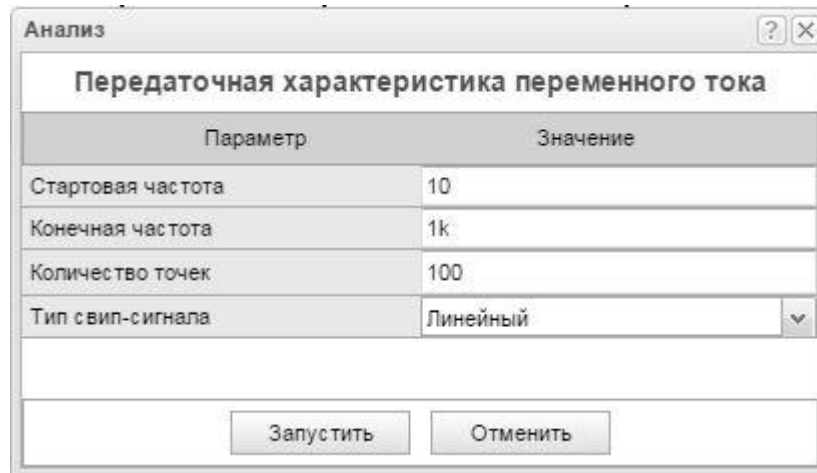 Анализ
Передаточная характеристика переменного тока
Параметр Значение
Стартовая частота 10
Конечная частота 1k
Количество точек 100
Тип свип-сигнала Линейный
Запустить Отменить